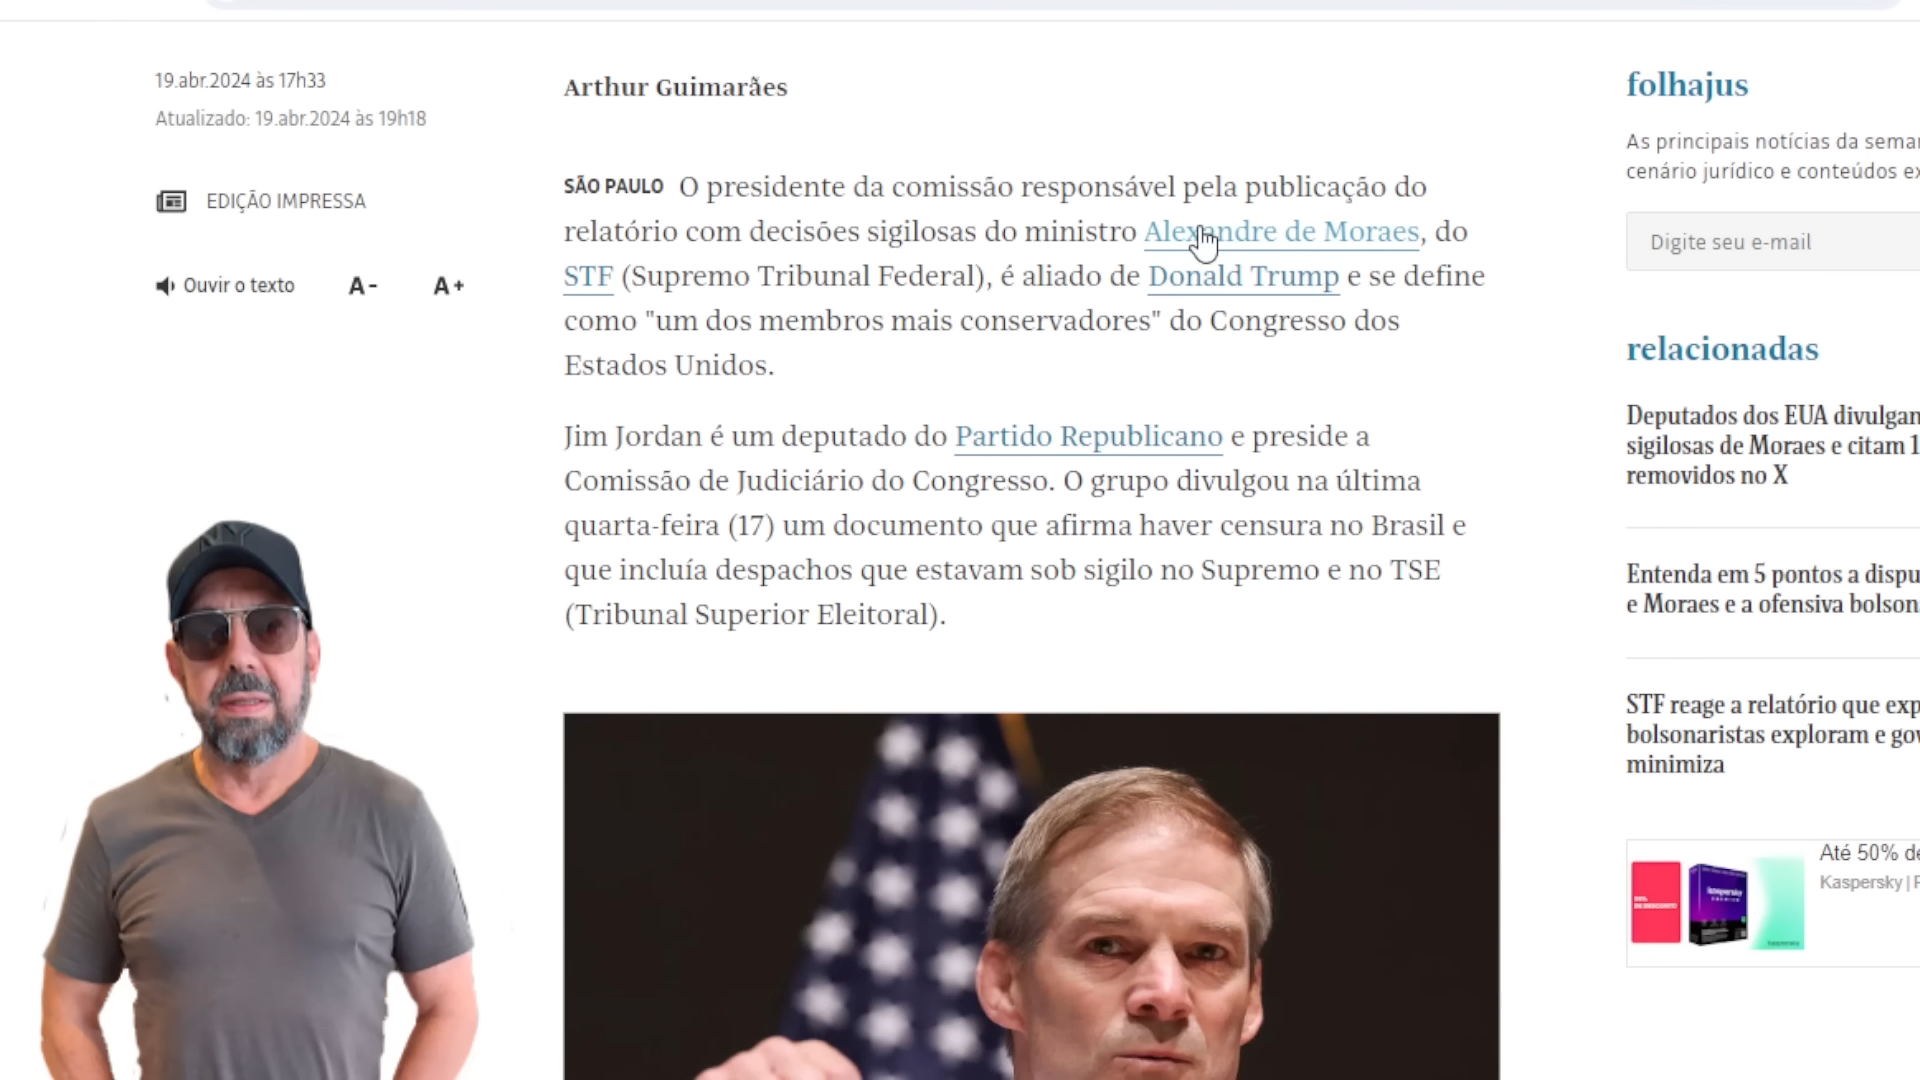 19.abr.2024 às 17h33
Atualizado: 19.abr.2024 às 19h18
EDIÇÃO IMPRESSA
Ouvir o texto A- A+
Arthur Guimarães
SÃO PAULO O presidente da comissão responsável pela publicação do
relatório com decisões sigilosas do ministro Alexandre de Moraes, do
STF (Supremo Tribunal Federal), é aliado de Donald Trump e se define
como "um dos membros mais conservadores" do Congresso dos
Estados Unidos.
Jim Jordan é um deputado do Partido Republicano e preside a
Comissão de Judiciário do Congresso. O grupo divulgou na última
quarta-feira (17) um documento que afirma haver censura no Brasil e
que incluía despachos que estavam sob sigilo no Supremo e no TSE
(Tribunal Superior Eleitoral).
folhajus
As principais notícias da sema
cenário jurídico e conteúdos ex
Digite seu e-mail
relacionadas
Deputados dos EUA divulgan
sigilosas de Moraes e citam 1
removidos no X
Entenda em 5 pontos a dispu
e Moraes e a ofensiva bolson
STF reage a relatório que exp
bolsonaristas exploram e gov
minimiza
Até 50% de
Kaspersky |
NY